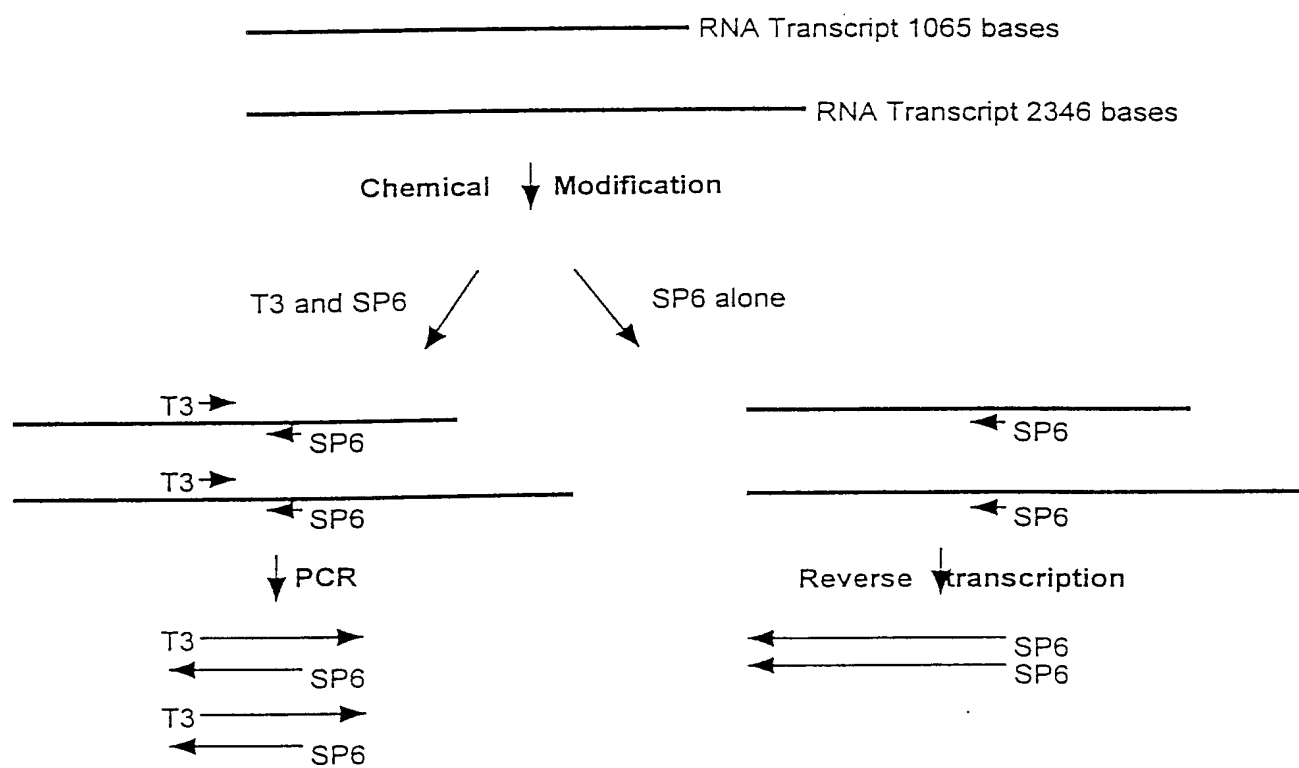 RNA Transcript 1065 bases
RNA Transcript 2346 bases
Chemical Modification
T3 and SP6
SP6 alone
T3
SP6
SP6
T3
SP6
SP6
PCR
Reverse transcription
T3
SP6
SP6
SP6
T3
SP6